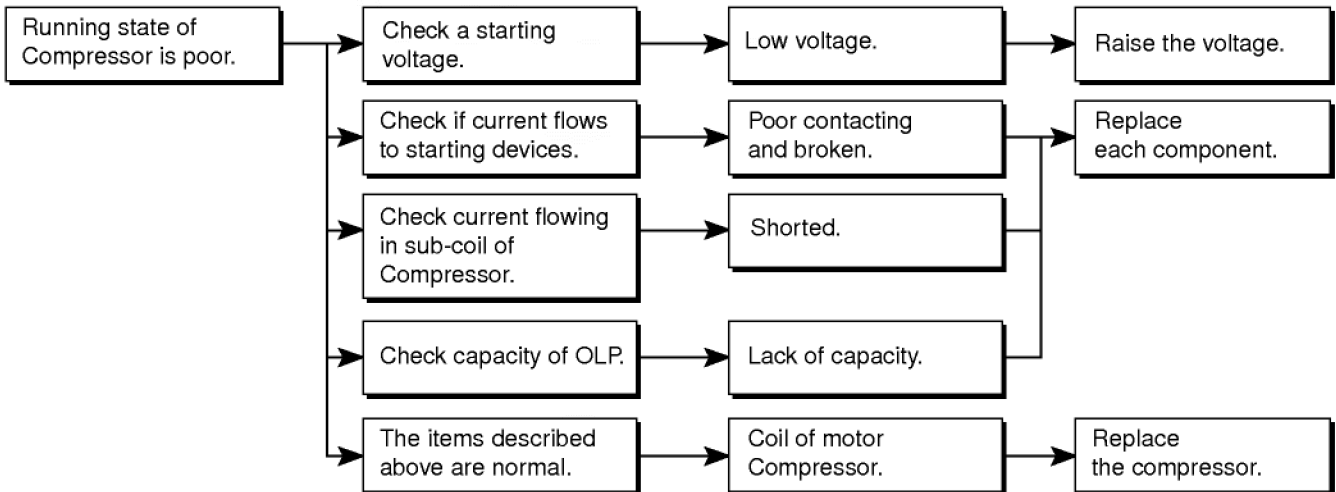 Running state of
Compressor is poor.
Check a starting
voltage.
Low voltage.
Raise the voltage.
Check if current flows
to starting devices.
Poor contacting
and broken.
Replace
each component.
Check current flowing
in sub-coil of
Compressor.
Shorted.
Check capacity of OLP.
Lack of capacity.
The items described
above are normal.
Coil of motor
Compressor.
Replace
the compressor.